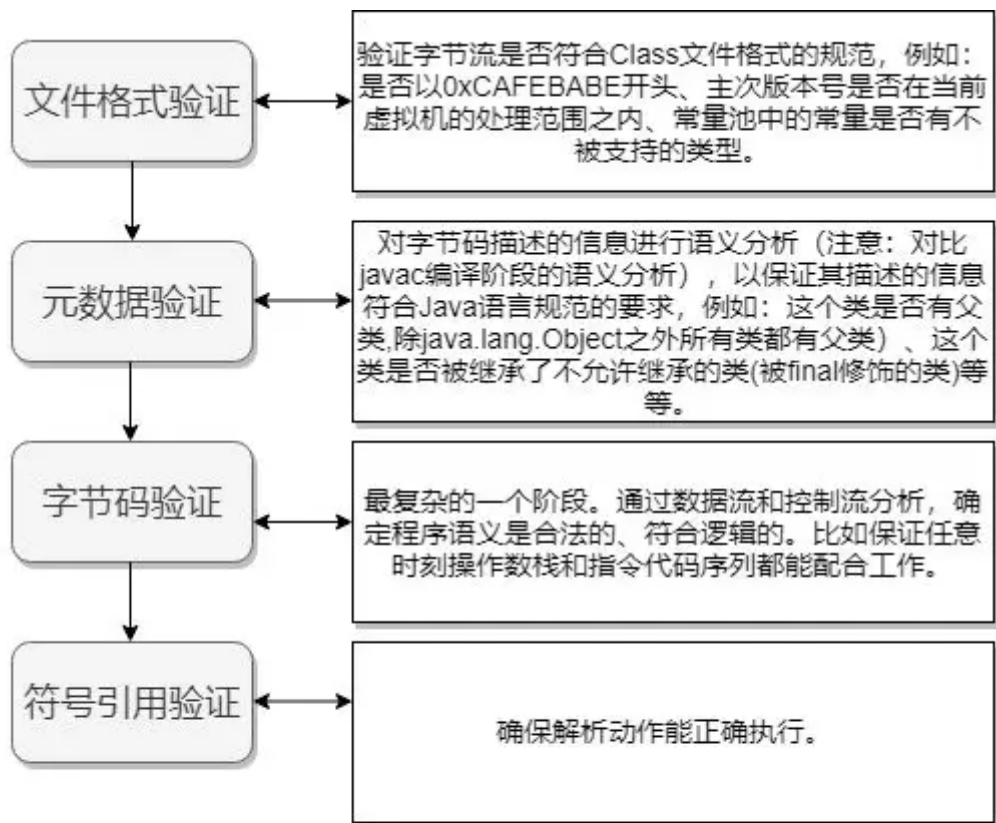 文件格式验证
验证字节流是否符合Class文件格式的规范，例如：
是否以0xCAFEBABE开头、主次版本号是否在当前
虚拟机的处理范围之内、常量池中的常量是否有不
被支持的类型。
元数据验证
对字节码描述的信息进行语义分析（注意：对比
javac编译阶段的语义分析），以保证其描述的信息
符合Java语言规范的要求，例如：这个类是否有父
类,除java.lang.Object之外所有类都有父类）、这个
类是否被继承了不允许继承的类(被final修饰的类)等
等。
字节码验证
最复杂的一个阶段。通过数据流和控制流分析，确
定程序语义是合法的、符合逻辑的。比如保证任意
时刻操作数栈和指令代码序列都能配合工作。
符号引用验证
确保解析动作能正确执行。